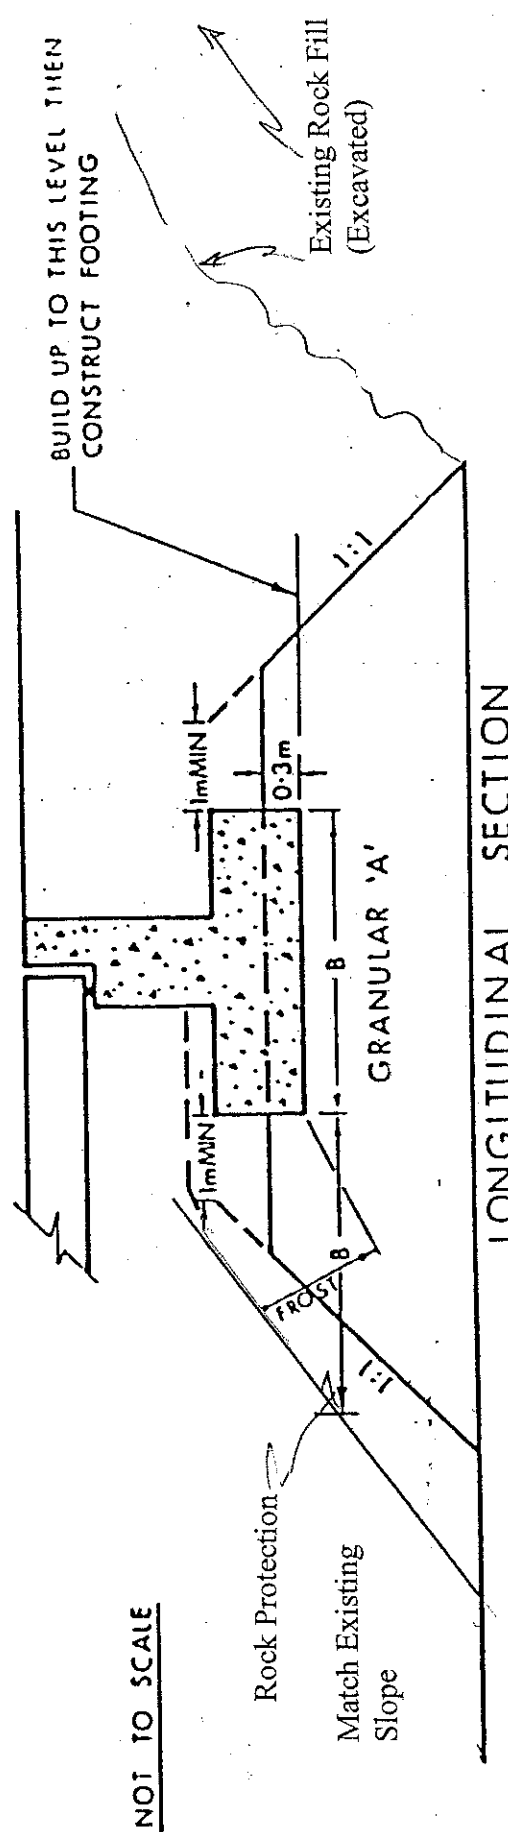 NOT TO SCALE
BUILD UP TO THIS LEVEL THEN
CONSTRUCT FOOTING
1m MIN
1m MIN
0·3m
Existing Rock Fill
(Excavated)
Rock Protection
FROST
B
B
1:1
1:1
GRANULAR 'A'
Match Existing
Slope
LONGITUDINAL SECTION